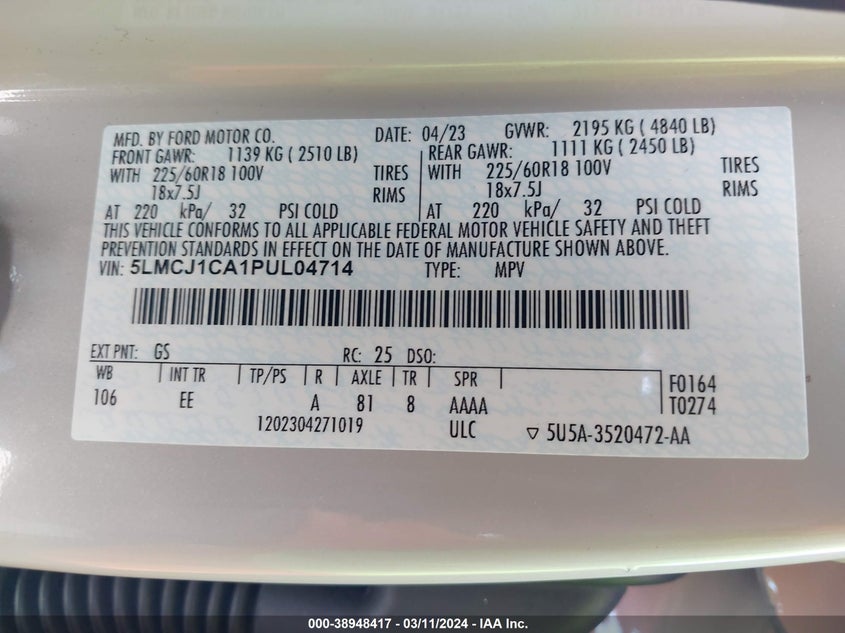 MFD. BY FORD MOTOR CO. DATE: 04/23 GVWR: 2195 KG ( 4840 LB)
FRONT GAWR: 1139 KG ( 2510 LB) REAR GAWR: 1111 KG ( 2450 LB)
WITH 225/60R18 100V TIRES WITH 225/60R18 100V TIRES
18x7.5J RIMS 18x7.5J RIMS
AT 220 kPa/ 32 PSI COLD AT 220 kPa/ 32 PSI COLD
THIS VEHICLE CONFORMS TO ALL APPLICABLE FEDERAL MOTOR VEHICLE SAFETY AND THEFT
PREVENTION STANDARDS IN EFFECT ON THE DATE OF MANUFACTURE SHOWN ABOVE.
VIN: 5LMCJ1CA1PUL04714 TYPE: MPV
EXT PNT: GS RC: 25 DSO:
WB INT TR TP/PS R AXLE TR SPR F0164
106 EE A 81 8 AAAA T0274
1202304271019 ULC ▽ 5U5A-3520472-AA
000-38948417 - 03/11/2024 - IAA Inc.